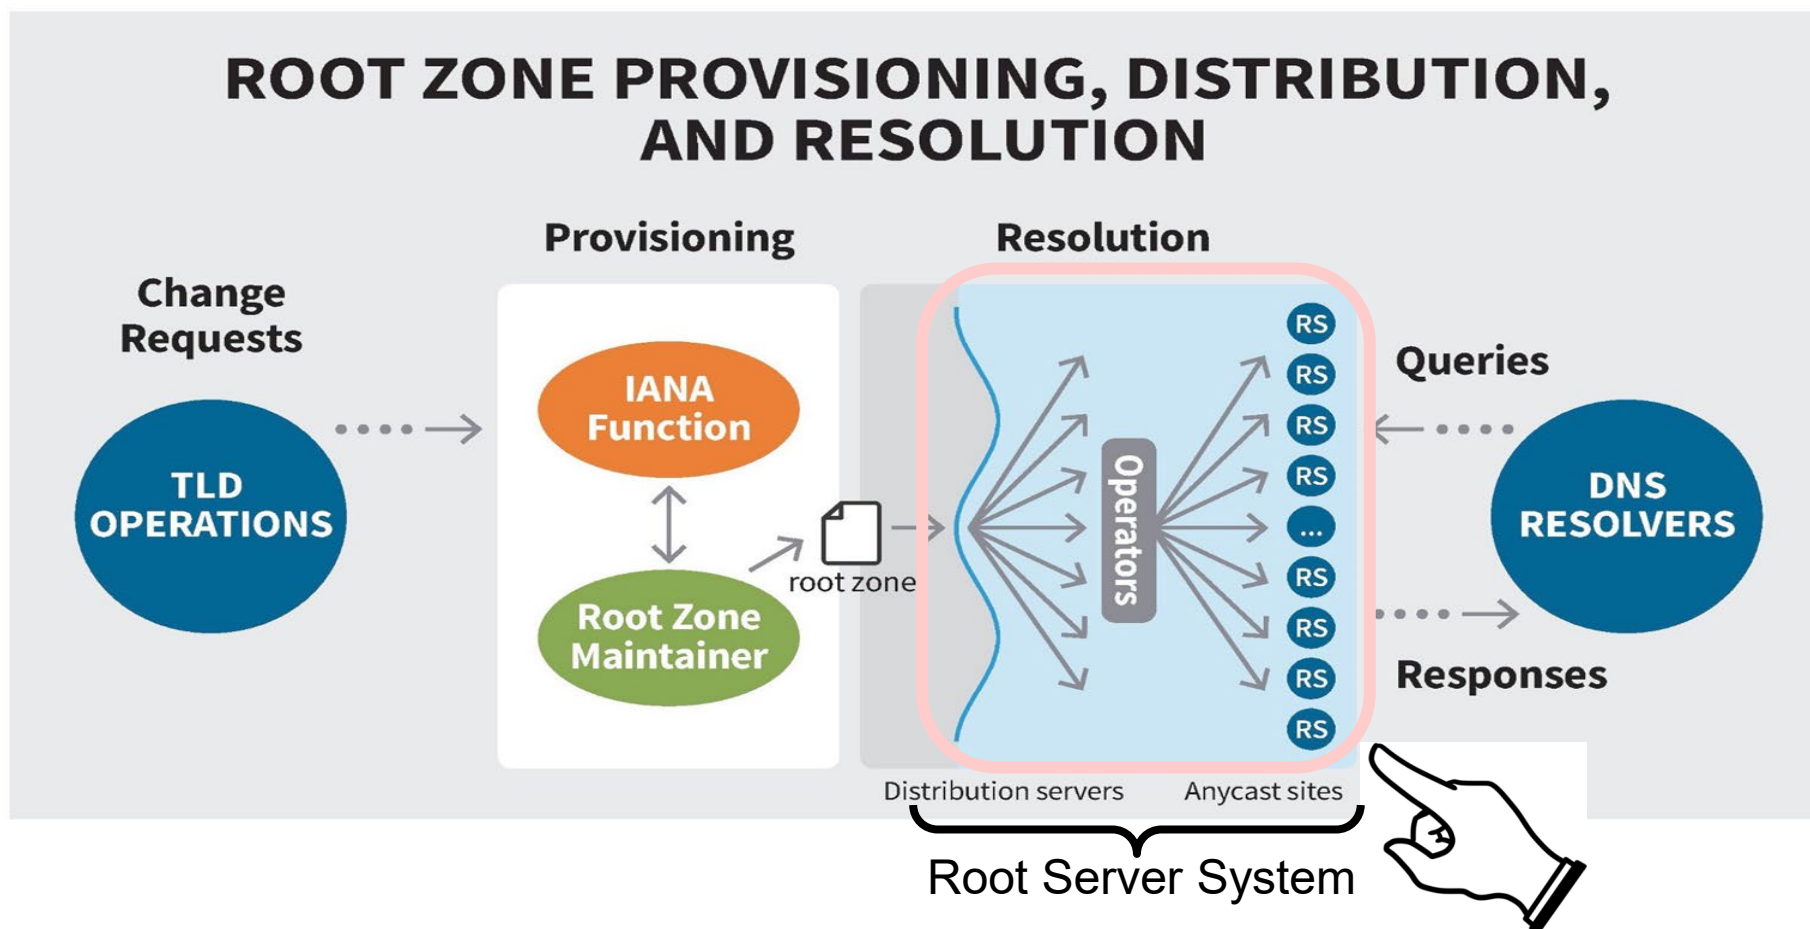 ROOT ZONE PROVISIONING, DISTRIBUTION,
AND RESOLUTION
Provisioning
Resolution
Change
Requests
TLD
OPERATIONS
IANA
Function
Root Zone
Maintainer
root zone
Operators
RS
RS
RS
RS
...
RS
RS
RS
RS
Queries
DNS
RESOLVERS
Responses
Distribution servers
Anycast sites
Root Server System